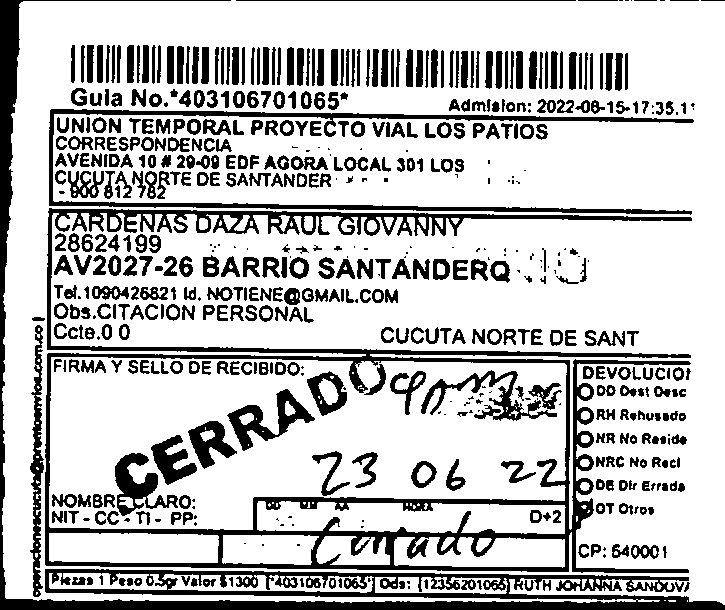 Guia No.*403106701065*
Admision: 2022-06-15-17:35.11
UNION TEMPORAL PROYECTO VIAL LOS PATIOS
CORRESPONDENCIA
AVENIDA 10 # 29-09 EDF AGORA LOCAL 301 LOS
CUCUTA NORTE DE SANTANDER
- 900 812 782
CARDENAS DAZA RAUL GIOVANNY
28624199
AV2027-26 BARRIO SANTANDERQ
Tel.1090426821 Id. NOTIENE@GMAIL.COM
Obs.CITACION PERSONAL
Ccte.0 0
CUCUTA NORTE DE SANT
operacionescucuta@prontoenvios.com.co
FIRMA Y SELLO DE RECIBIDO:
CERRADO
9am
23 06 22
NOMBRE CLARO:
NIT - CC - TI - PP:
DD MM AA HORA
D+2
Cerrado
DEVOLUCIO
DD Dest Desc
RH Rehusado
NR No Reside
NRC No Recl
DE Dir Errada
OT Otros
CP: 540001
Piezas 1 Peso 0.5gr Valor $1300 [*403106701065*] Ods: [12356201065] RUTH JOHANNA SANDOVA